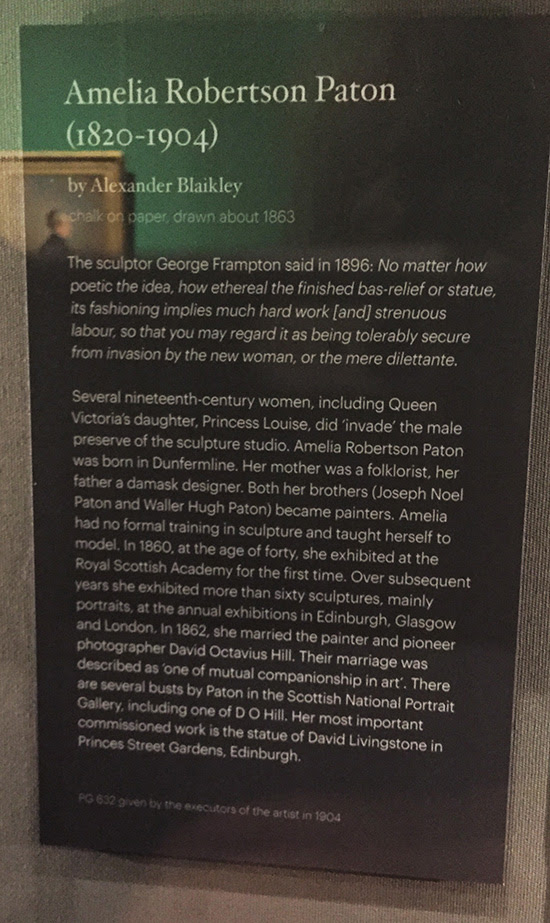 Amelia Robertson Paton
(1820-1904)
by Alexander Blaikley
chalk on paper, drawn about 1863
The sculptor George Frampton said in 1896: No matter how
poetic the idea, how ethereal the finished bas-relief or statue,
its fashioning implies much hard work [and] strenuous
labour, so that you may regard it as being tolerably secure
from invasion by the new woman, or the mere dilettante.
Several nineteenth-century women, including Queen
Victoria's daughter, Princess Louise, did 'invade' the male
preserve of the sculpture studio. Amelia Robertson Paton
was born in Dunfermline. Her mother was a folklorist, her
father a damask designer. Both her brothers (Joseph Noel
Paton and Waller Hugh Paton) became painters. Amelia
had no formal training in sculpture and taught herself to
model. In 1860, at the age of forty, she exhibited at the
Royal Scottish Academy for the first time. Over subsequent
years she exhibited more than sixty sculptures, mainly
portraits, at the annual exhibitions in Edinburgh, Glasgow
and London. In 1862, she married the painter and pioneer
photographer David Octavius Hill. Their marriage was
described as 'one of mutual companionship in art'. There
are several busts by Paton in the Scottish National Portrait
Gallery, including one of D O Hill. Her most important
commissioned work is the statue of David Livingstone in
Princes Street Gardens, Edinburgh.
PG 632 given by the executors of the artist in 1904